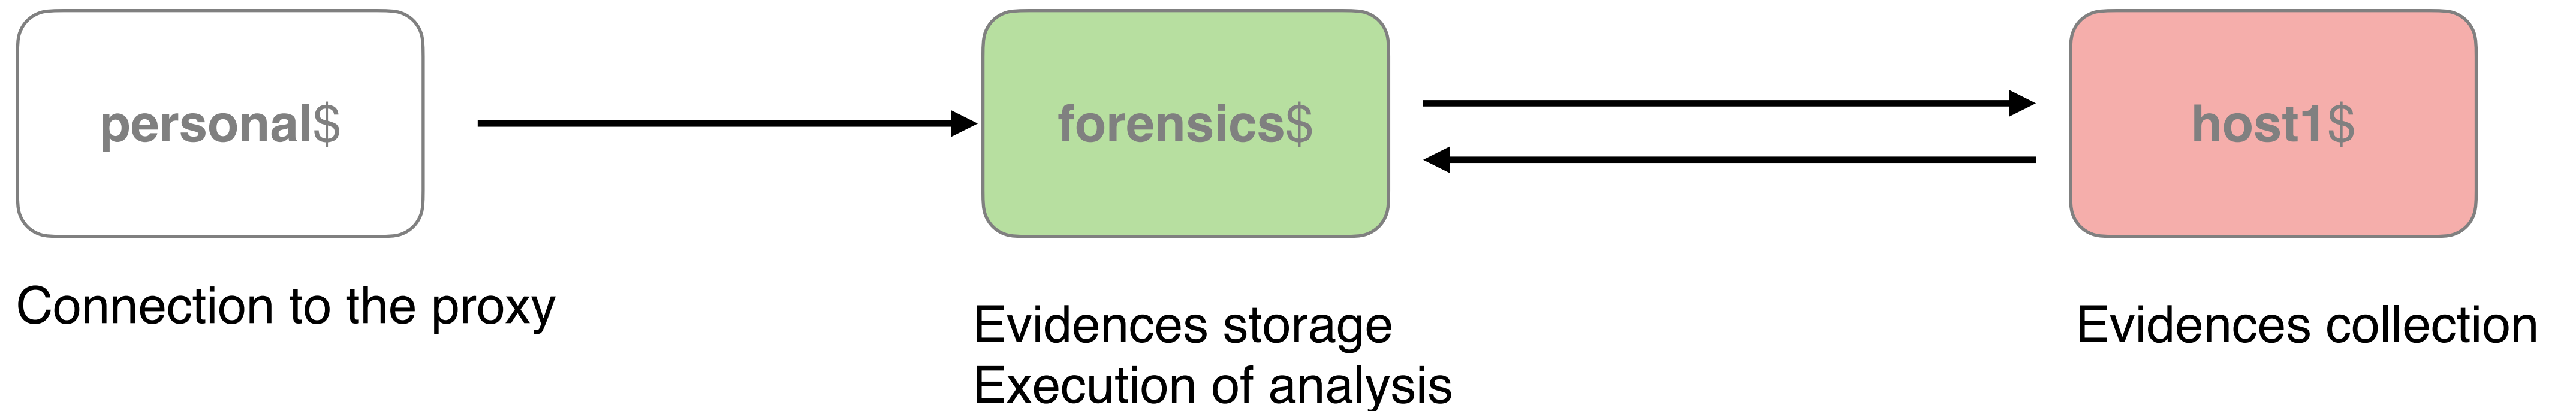 personal$
forensics$
host1$
Connection to the proxy
Evidences storage
Execution of analysis
Evidences collection